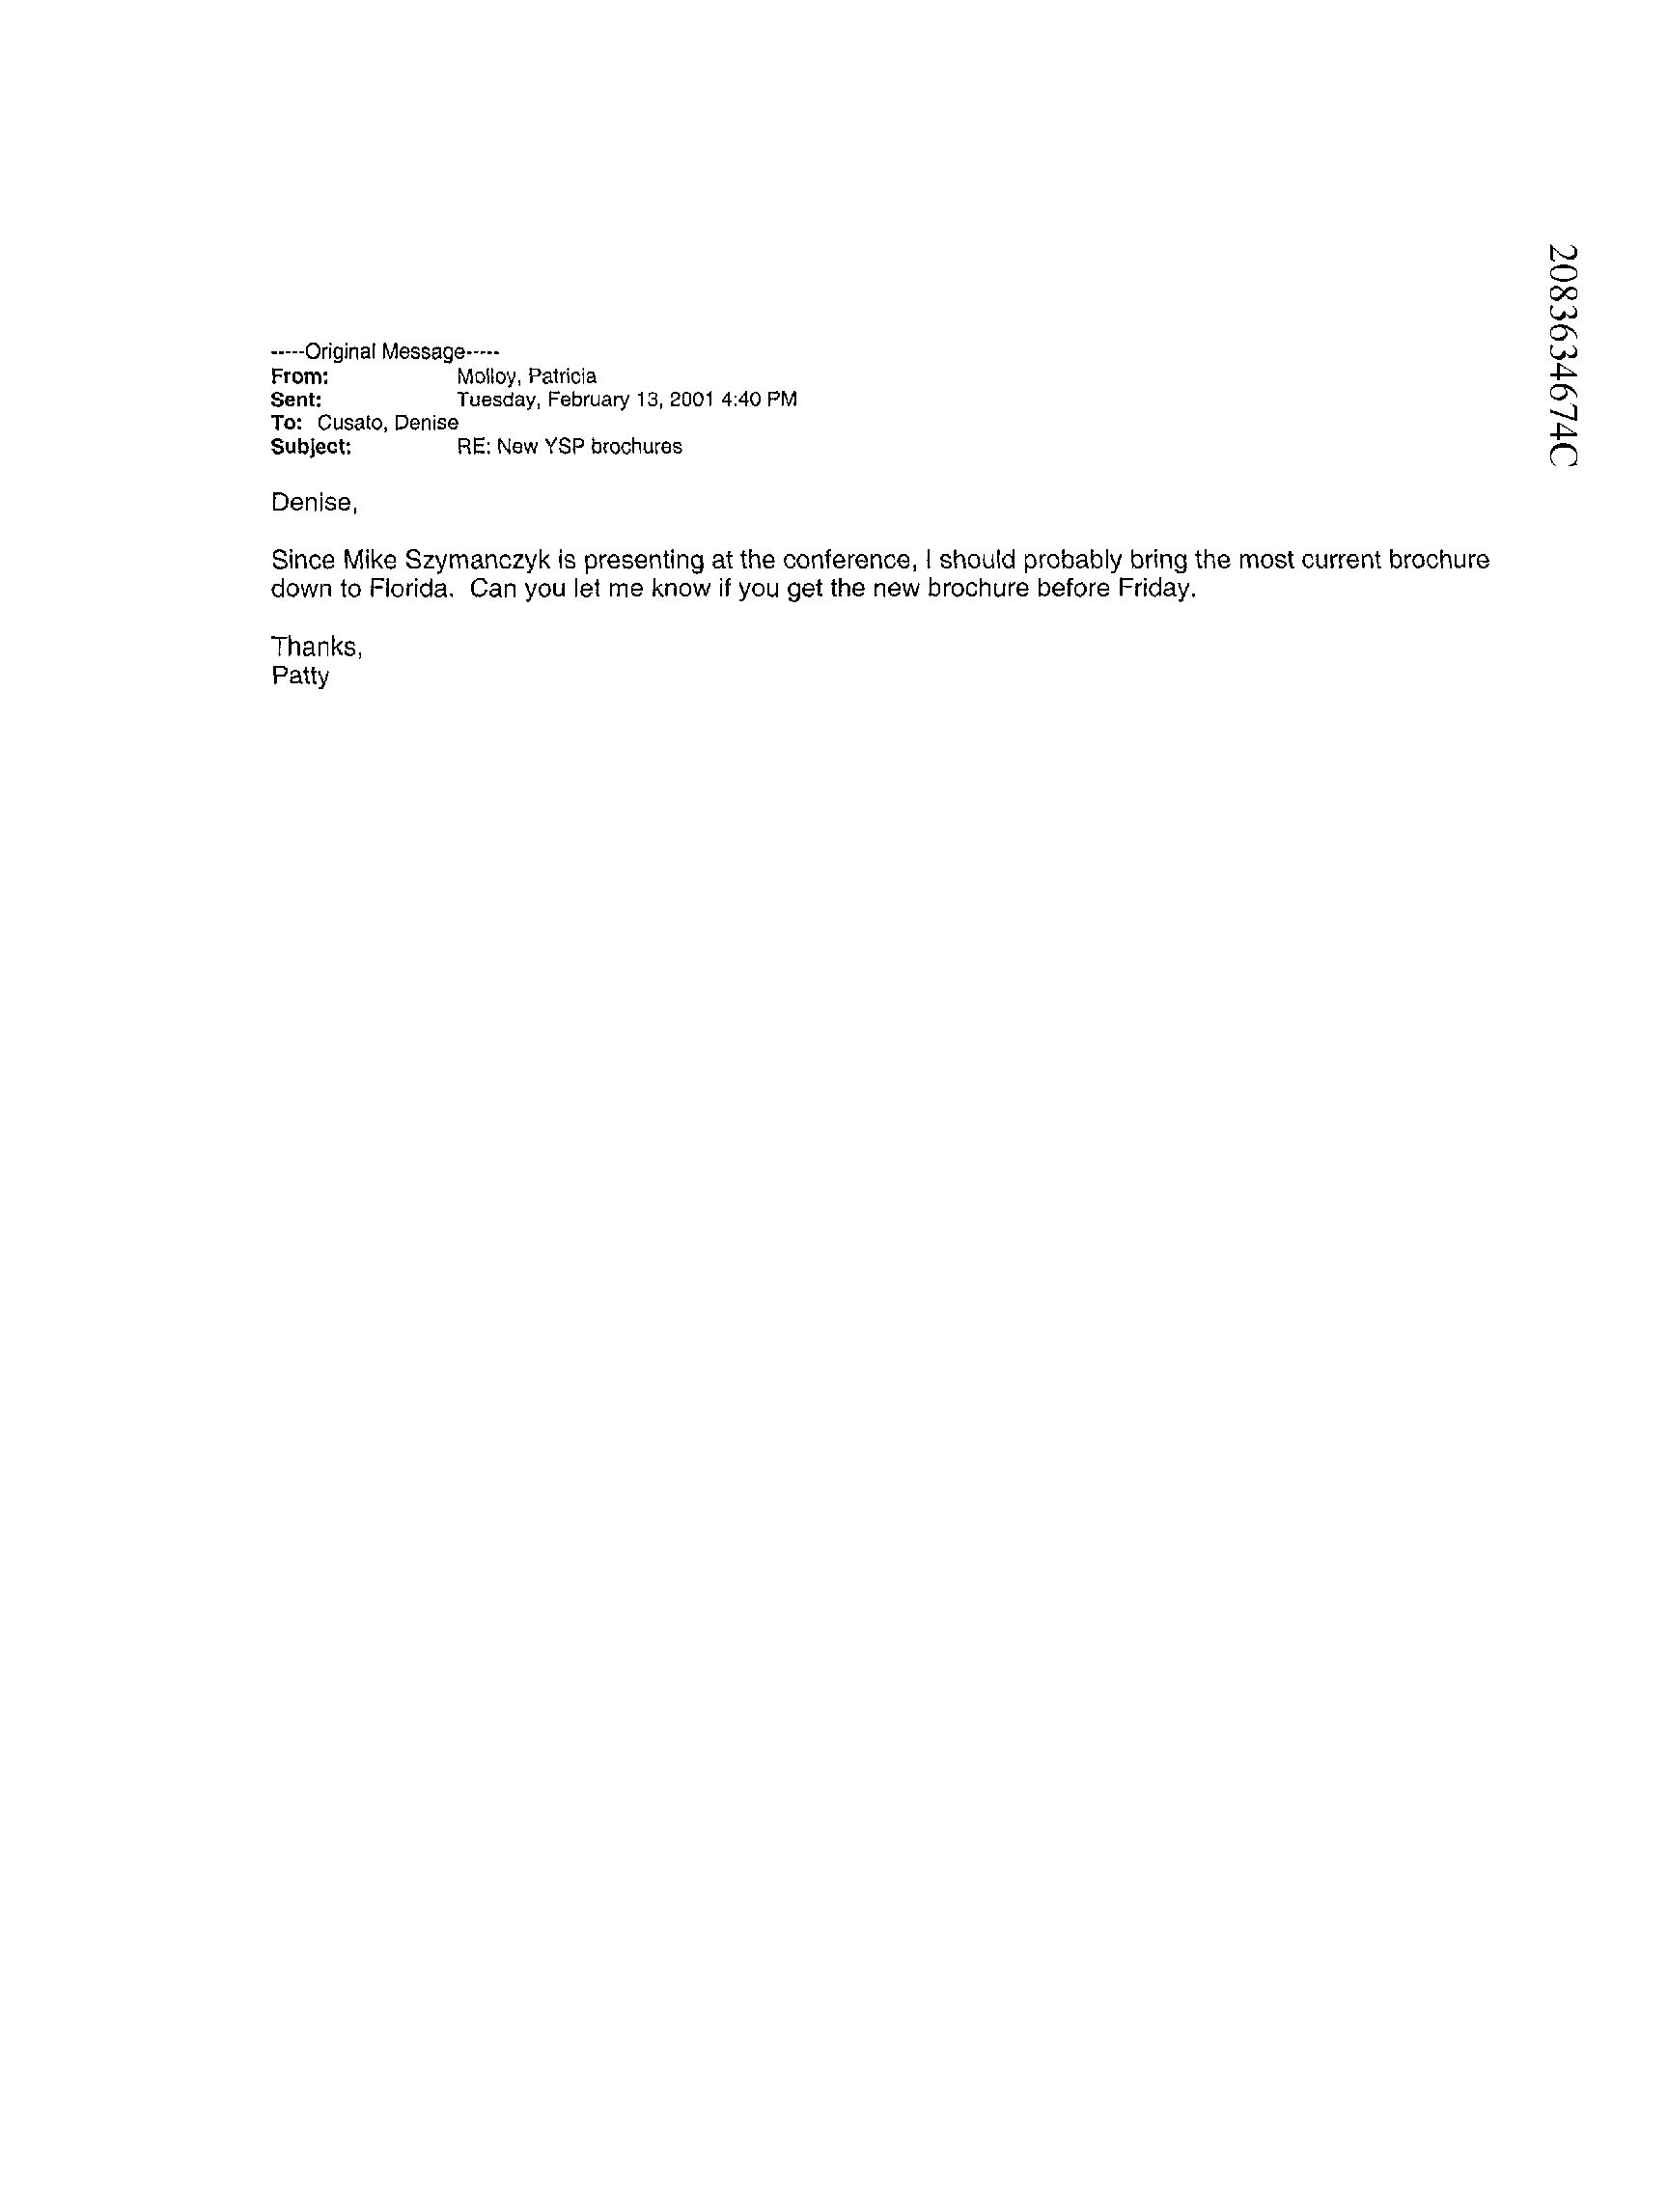 -----Original Message-----
From: Molloy, Patricia
Sent: Tuesday, February 13, 2001 4:40 PM
To: Cusato, Denise
Subject: RE: New YSP brochures
Denise,
Since Mike Szymanczyk is presenting at the conference, I should probably bring the most current brochure
down to Florida. Can you let me know if you get the new brochure before Friday.
Thanks,
Patty
2083634674C